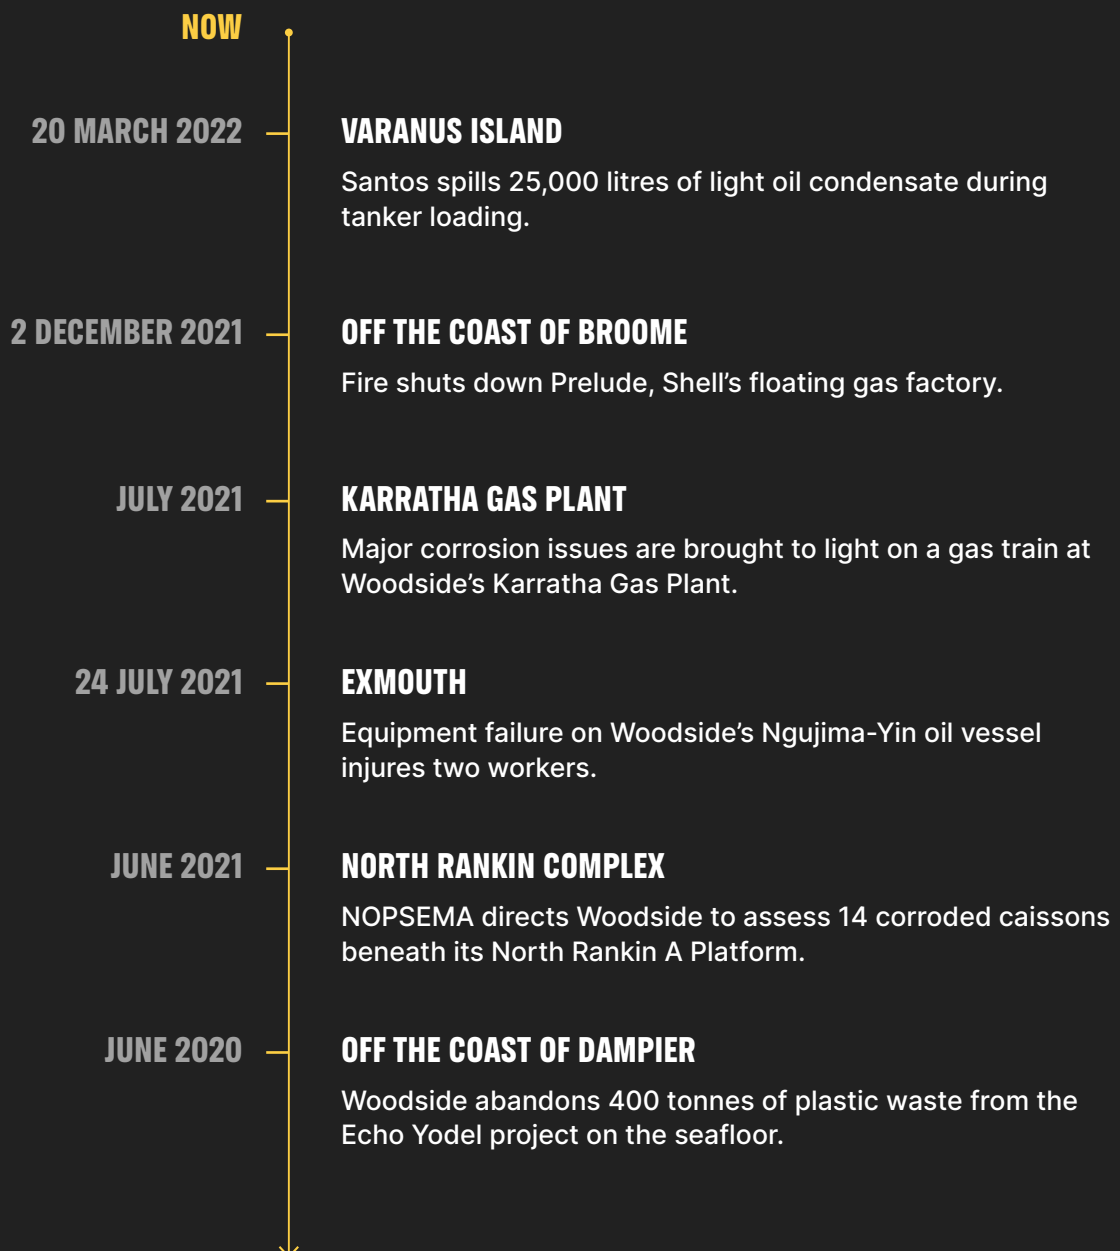 NOW
20 MARCH 2022
VARANUS ISLAND
Santos spills 25,000 litres of light oil condensate during
tanker loading.
2 DECEMBER 2021
OFF THE COAST OF BROOME
Fire shuts down Prelude, Shell’s floating gas factory.
JULY 2021
KARRATHA GAS PLANT
Major corrosion issues are brought to light on a gas train at
Woodside’s Karratha Gas Plant.
24 JULY 2021
EXMOUTH
Equipment failure on Woodside’s Ngujima-Yin oil vessel
injures two workers.
JUNE 2021
NORTH RANKIN COMPLEX
NOPSEMA directs Woodside to assess 14 corroded caissons
beneath its North Rankin A Platform.
JUNE 2020
OFF THE COAST OF DAMPIER
Woodside abandons 400 tonnes of plastic waste from the
Echo Yodel project on the seafloor.